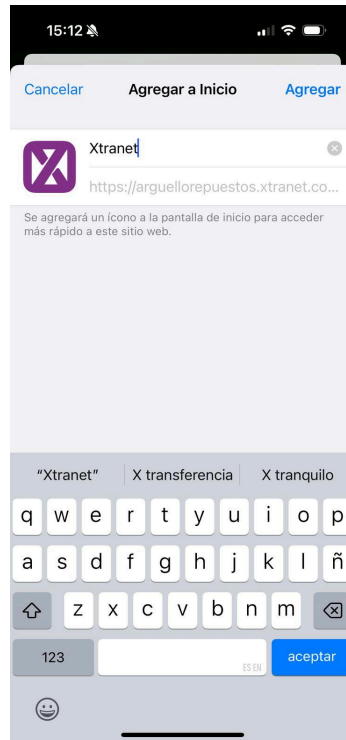 15:12
Cancelar Agregar a Inicio Agregar
Xtranet
https://arguellorepuestos.xtranet.co...
Se agregará un ícono a la pantalla de inicio para acceder
más rápido a este sitio web.
“Xtranet” X transferencia X tranquilo
q w e r t y u i o p
a s d f g h j k l ñ
z x c v b n m
123 ES EN aceptar